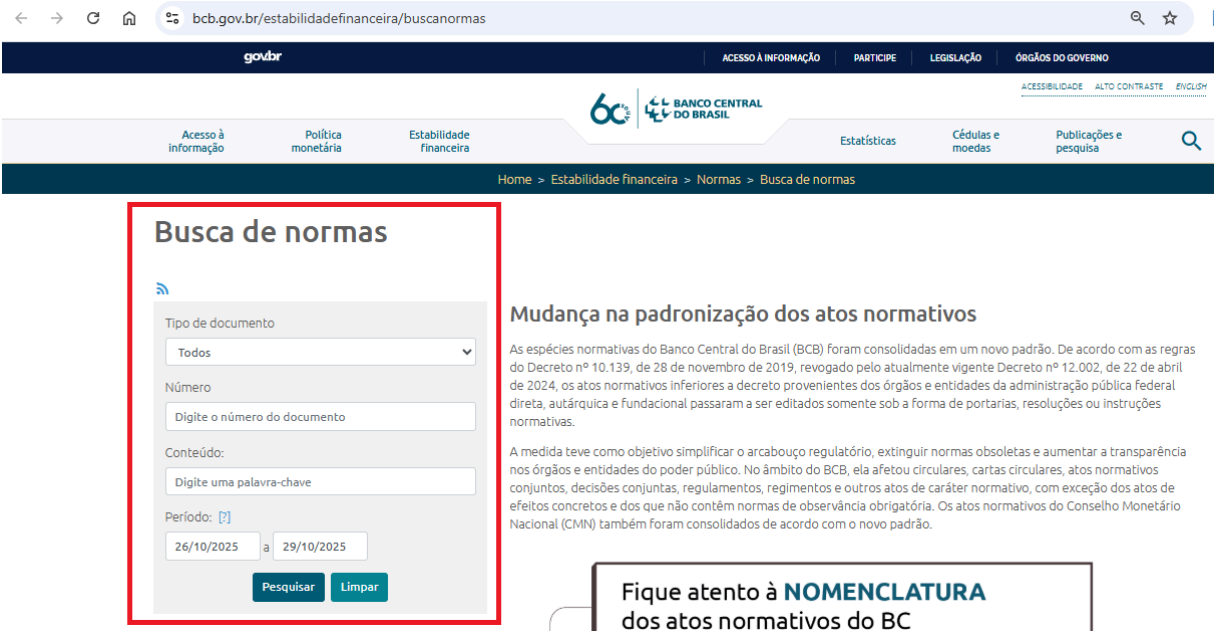 bcb.gov.br/estabilidadefinanceira/buscanormas
govbr
ACESSO À INFORMAÇÃO
PARTICIPE
LEGISLAÇÃO
ÓRGÃOS DO GOVERNO
ACESSIBILIDADE
ALTO CONTRASTE
ENGLISH
60
BANCO CENTRAL
DO BRASIL
Acesso à
informação
Política
monetária
Estabilidade
financeira
Estatísticas
Cédulas e
moedas
Publicações e
pesquisa
Home > Estabilidade financeira > Normas > Busca de normas
Busca de normas
Tipo de documento
Todos
Número
Digite o número do documento
Conteúdo:
Digite uma palavra-chave
Período: [?]
26/10/2025 a 29/10/2025
Pesquisar
Limpar
Mudança na padronização dos atos normativos
As espécies normativas do Banco Central do Brasil (BCB) foram consolidadas em um novo padrão. De acordo com as regras
do Decreto nº 10.139, de 28 de novembro de 2019, revogado pelo atualmente vigente Decreto nº 12.002, de 22 de abril
de 2024, os atos normativos inferiores a decreto provenientes dos órgãos e entidades da administração pública federal
direta, autárquica e fundacional passaram a ser editados somente sob a forma de portarias, resoluções ou instruções
normativas.
A medida teve como objetivo simplificar o arcabouço regulatório, extinguir normas obsoletas e aumentar a transparência
nos órgãos e entidades do poder público. No âmbito do BCB, ela afetou circulares, cartas circulares, atos normativos
conjuntos, decisões conjuntas, regulamentos, regimentos e outros atos de caráter normativo, com exceção dos atos de
efeitos concretos e dos que não contêm normas de observância obrigatória. Os atos normativos do Conselho Monetário
Nacional (CMN) também foram consolidados de acordo com o novo padrão.
Fique atento à NOMENCLATURA
dos atos normativos do BC